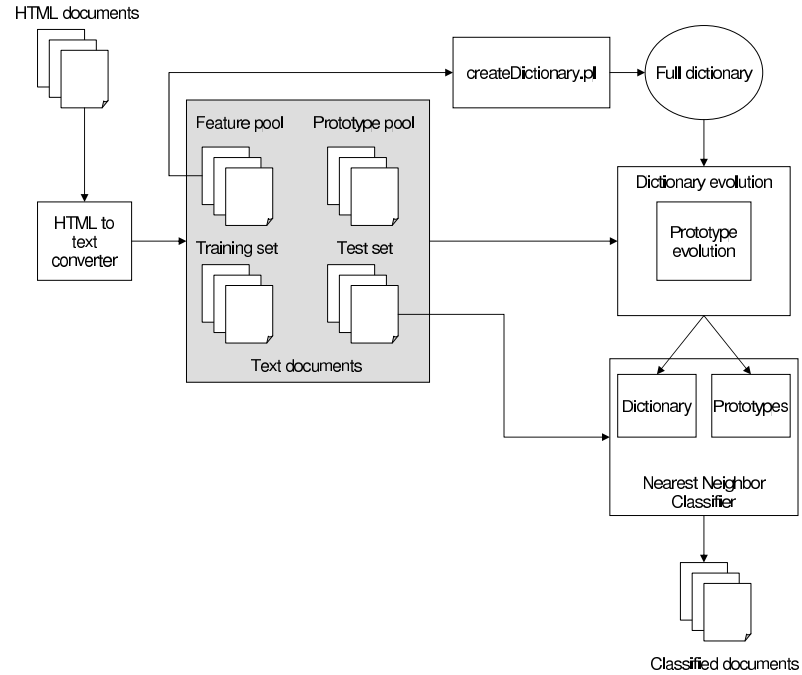 HTML documents
createDictionary.pl
Full dictionary
Feature pool
Prototype pool
Dictionary evolution
HTML to
text
converter
Prototype
evolution
Training set
Test set
Text documents
Dictionary
Prototypes
Nearest Neighbor
Classifier
Classified documents